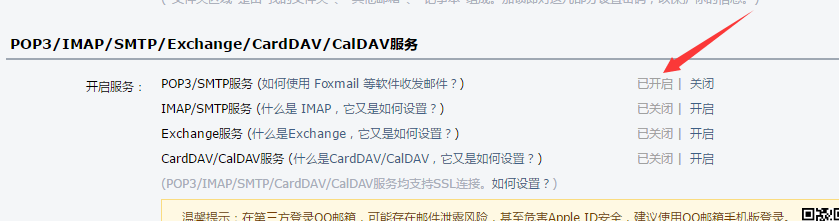 POP3/IMAP/SMTP/Exchange/CardDAV/CalDAV服务
开启服务： POP3/SMTP服务 (如何使用 Foxmail 等软件收发邮件？) 已开启 | 关闭
IMAP/SMTP服务 (什么是 IMAP，它又是如何设置？) 已关闭 | 开启
Exchange服务 (什么是Exchange，它又是如何设置？) 已关闭 | 开启
CardDAV/CalDAV服务 (什么是CardDAV/CalDAV，它又是如何设置？) 已关闭 | 开启
(POP3/IMAP/SMTP/CardDAV/CalDAV服务均支持SSL连接。如何设置？)
温馨提示：在第三方登录QQ邮箱，可能存在邮件泄露风险，甚至危害Apple ID安全，建议使用QQ邮箱手机版登录。